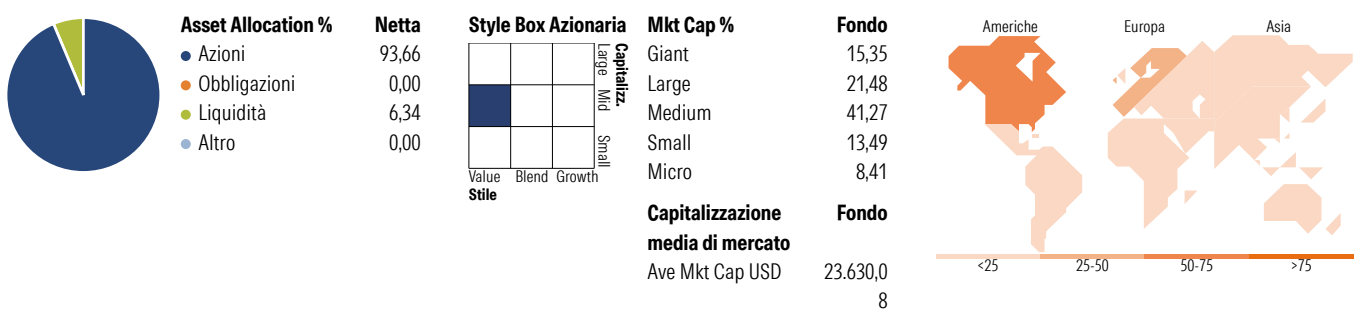 Asset Allocation % Netta
Azioni 93,66
Obbligazioni 0,00
Liquidità 6,34
Altro 0,00
Style Box Azionaria
Large
Mid
Small
Capitalizz.
Value Blend Growth
Stile
Mkt Cap % Fondo
Giant 15,35
Large 21,48
Medium 41,27
Small 13,49
Micro 8,41
Capitalizzazione Fondo
media di mercato
Ave Mkt Cap USD 23.630,0
8
Americhe Europa Asia
<25 25-50 50-75 >75